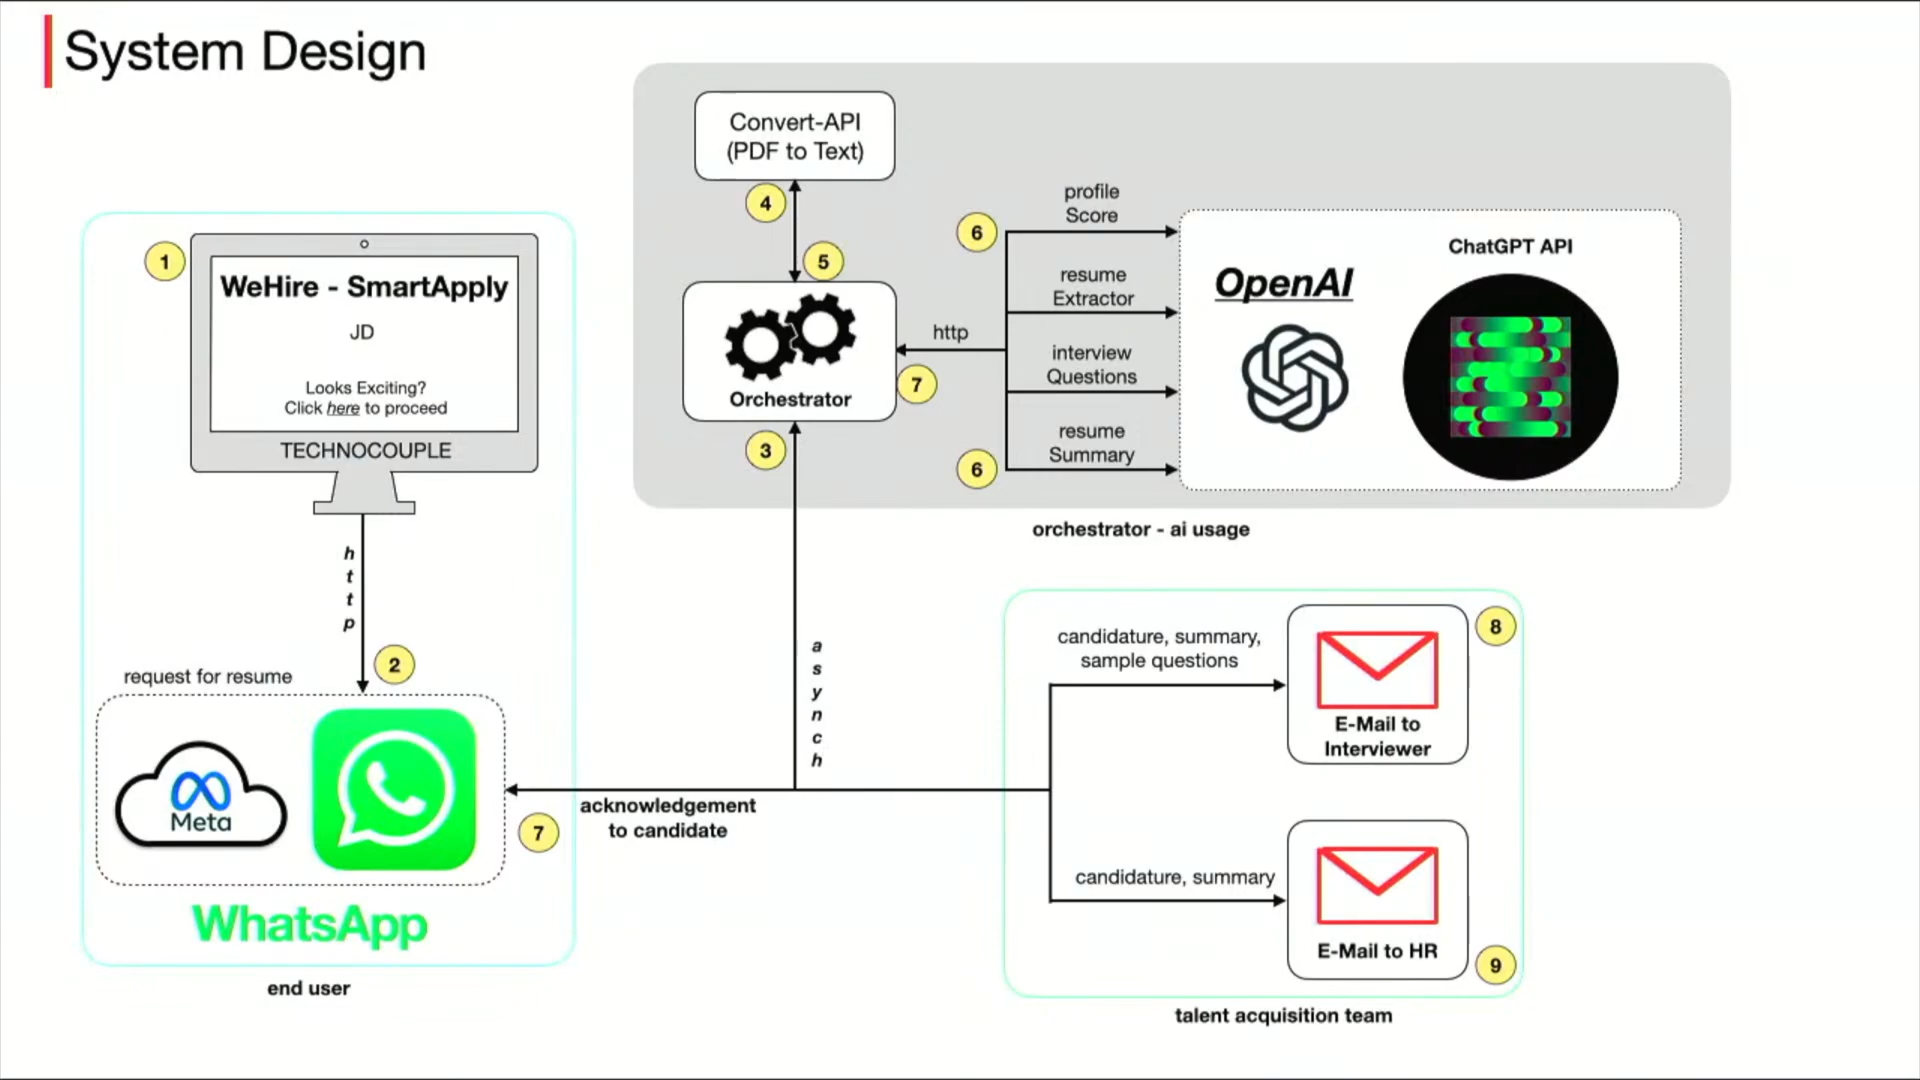 System Design
Convert-API
(PDF to Text)
4
5
Orchestrator
3
http
7
6
profile
Score
resume
Extractor
interview
Questions
resume
Summary
6
OpenAI
ChatGPT API
orchestrator - ai usage
1
WeHire - SmartApply
JD
Looks Exciting?
Click here to proceed
TECHNOCOUPLE
http
2
request for resume
Meta
WhatsApp
end user
7
acknowledgement
to candidate
asynch
candidature, summary,
sample questions
8
E-Mail to
Interviewer
candidature, summary
E-Mail to HR
9
talent acquisition team